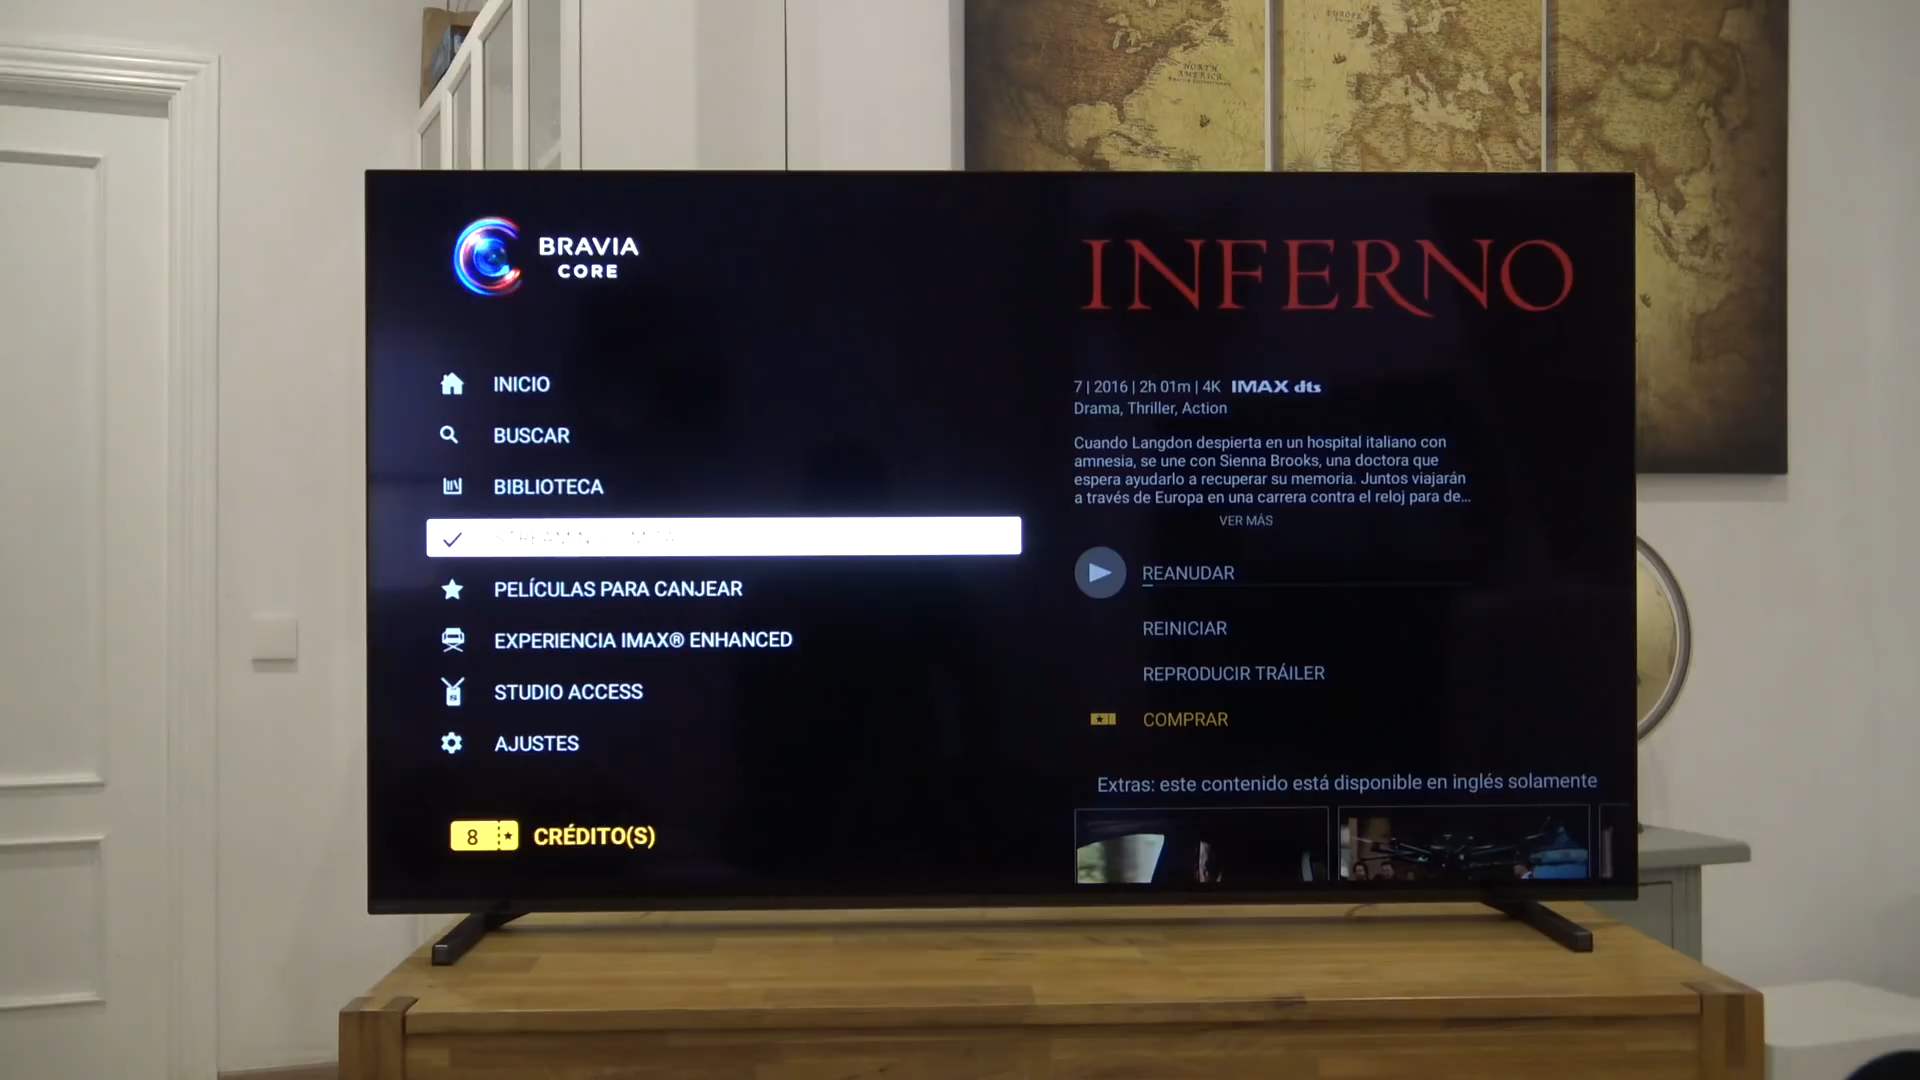 EUROPE
NORTH
AMERICA
BRAVIA
CORE
INICIO
BUSCAR
BIBLIOTECA
PELÍCULAS PARA CANJEAR
EXPERIENCIA IMAX® ENHANCED
STUDIO ACCESS
AJUSTES
8 CRÉDITO(S)
INFERNO
7 | 2016 | 2h 01m | 4K IMAX dts
Drama, Thriller, Action
Cuando Langdon despierta en un hospital italiano con
amnesia, se une con Sienna Brooks, una doctora que
espera ayudarlo a recuperar su memoria. Juntos viajarán
a través de Europa en una carrera contra el reloj para de...
VER MÁS
REANUDAR
REINICIAR
REPRODUCIR TRÁILER
COMPRAR
Extras: este contenido está disponible en inglés solamente